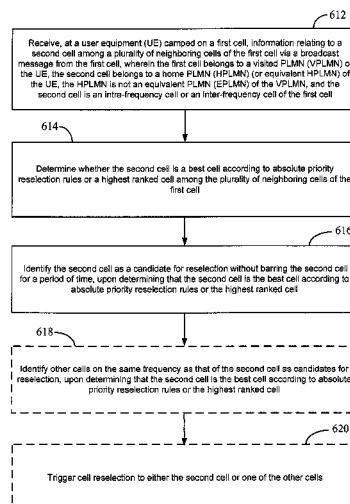 612
Receive, at a user equipment (UE) camped on a first cell, information relating to a
second cell among a plurality of neighboring cells of the first cell via a broadcast
message from the first cell, wherein the first cell belongs to a visited PLMN (VPLMN) o
the UE, the second cell belongs to a home PLMN (HPLMN) (or equivalent HPLMN) of
the UE, the HPLMN is not an equivalent PLMN (EPLMN) of the VPLMN, and the
second cell is an intra-frequency cell or an inter-frequency cell of the first cell
614
Determine whether the second cell is a best cell according to absolute priority
reselection rules or a highest ranked cell among the plurality of neighboring cells of the
first cell
616
Identify the second cell as a candidate for reselection without barring the second cell
for a period of time, upon determining that the second cell is the best cell according to
absolute priority reselection rules or the highest ranked cell
618
Identify other cells on the same frequency as that of the second cell as candidates for
reselection, upon determining that the second cell is the best cell according to absolute
priority reselection rules or the highest ranked cell
620
Trigger cell reselection to either the second cell or one of the other cells